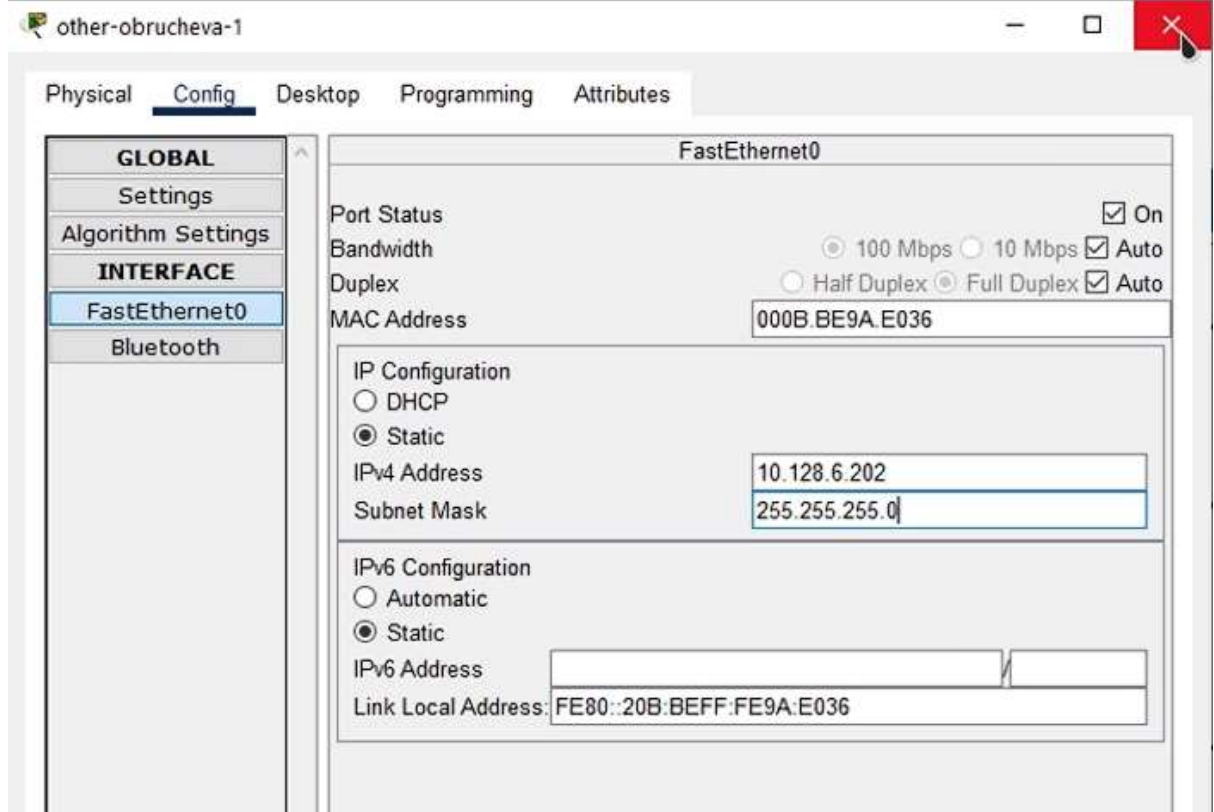 other-obrucheva-1
Physical Config Desktop Programming Attributes
GLOBAL
Settings
Algorithm Settings
INTERFACE
FastEthernet0
Bluetooth
FastEthernet0
Port Status On
Bandwidth 100 Mbps 10 Mbps Auto
Duplex Half Duplex Full Duplex Auto
MAC Address 000B.BE9A.E036
IP Configuration
DHCP
Static
IPv4 Address 10.128.6.202
Subnet Mask 255.255.255.0
IPv6 Configuration
Automatic
Static
IPv6 Address /
Link Local Address: FE80::20B:BEFF:FE9A:E036